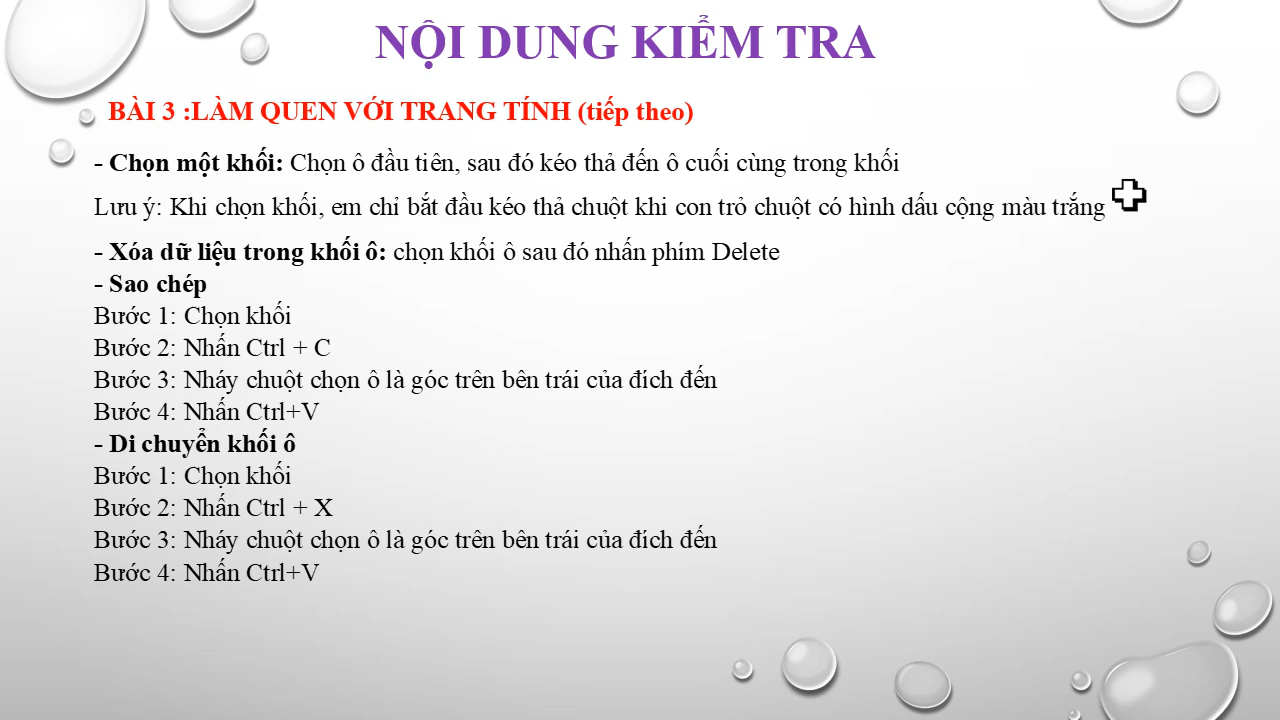 NỘI DUNG KIỂM TRA
BÀI 3 :LÀM QUEN VỚI TRANG TÍNH (tiếp theo)
- Chọn một khối: Chọn ô đầu tiên, sau đó kéo thả đến ô cuối cùng trong khối
Lưu ý: Khi chọn khối, em chỉ bắt đầu kéo thả chuột khi con trỏ chuột có hình dấu cộng màu trắng
- Xóa dữ liệu trong khối ô: chọn khối ô sau đó nhấn phím Delete
- Sao chép
Bước 1: Chọn khối
Bước 2: Nhấn Ctrl + C
Bước 3: Nháy chuột chọn ô là góc trên bên trái của đích đến
Bước 4: Nhấn Ctrl+V
- Di chuyển khối ô
Bước 1: Chọn khối
Bước 2: Nhấn Ctrl + X
Bước 3: Nháy chuột chọn ô là góc trên bên trái của đích đến
Bước 4: Nhấn Ctrl+V